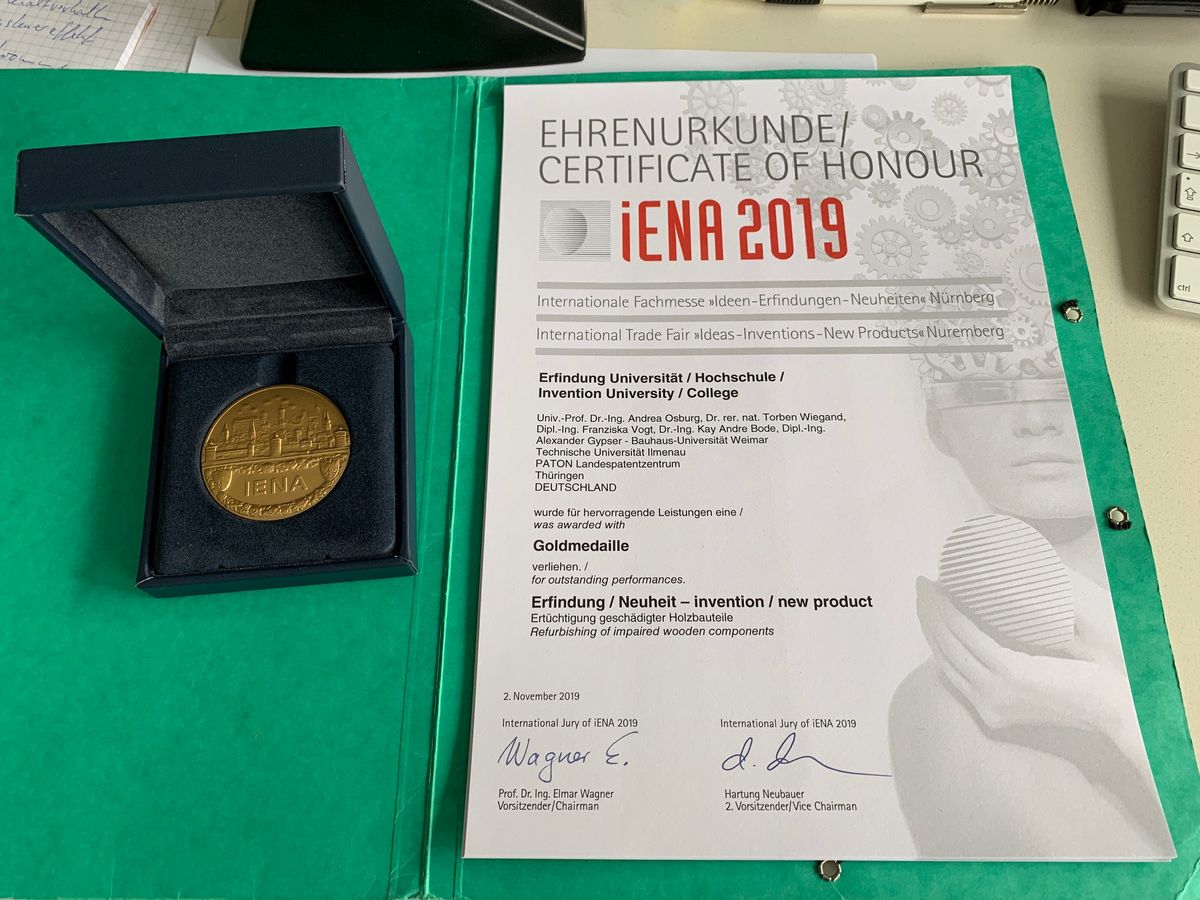 EHRENURKUNDE/
CERTIFICATE OF HONOUR
iENA 2019
Internationale Fachmesse »Ideen-Erfindungen-Neuheiten« Nürnberg
International Trade Fair »Ideas-Inventions-New Products« Nuremberg
Erfindung Universität / Hochschule /
Invention University / College
Univ.-Prof. Dr.-Ing. Andrea Osburg, Dr. rer. nat. Torben Wiegand,
Dipl.-Ing. Franziska Vogt, Dr.-Ing. Kay Andre Bode, Dipl.-Ing.
Alexander Gypser - Bauhaus-Universität Weimar
Technische Universität Ilmenau
PATON Landespatentzentrum
Thüringen
DEUTSCHLAND
wurde für hervorragende Leistungen eine /
was awarded with
Goldmedaille
verliehen. /
for outstanding performances.
Erfindung / Neuheit – invention / new product
Ertüchtigung geschädigter Holzbauteile
Refurbishing of impaired wooden components
2. November 2019
International Jury of iENA 2019
Wagner E.
Prof. Dr. Ing. Elmar Wagner
Vorsitzender/Chairman
International Jury of iENA 2019
Hartung Neubauer
2. Vorsitzender/Vice Chairman
IENA
ctrl